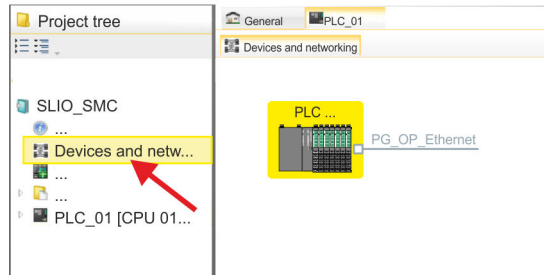 Project tree
SLIO_SMC
...
Devices and netw...
...
...
PLC_01 [CPU 01...
General
PLC_01
Devices and networking
PLC ...
PG_OP_Ethernet